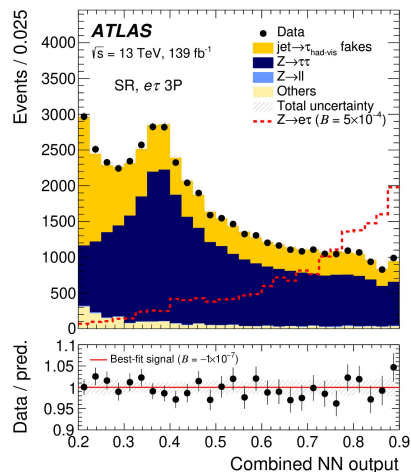 Events / 0.025
4000
3500
3000
2500
2000
1500
1000
500
0
ATLAS
√s = 13 TeV, 139 fb⁻¹
SR, eτ 3P
Data
jet→τhad-vis fakes
Z→ττ
Z→ll
Others
Total uncertainty
Z→eτ (B = 5×10⁻⁴)
Data / pred.
1.1
1.05
1
0.95
0.9
Best-fit signal (B = −1×10⁻⁷)
0.2 0.3 0.4 0.5 0.6 0.7 0.8 0.9
Combined NN output